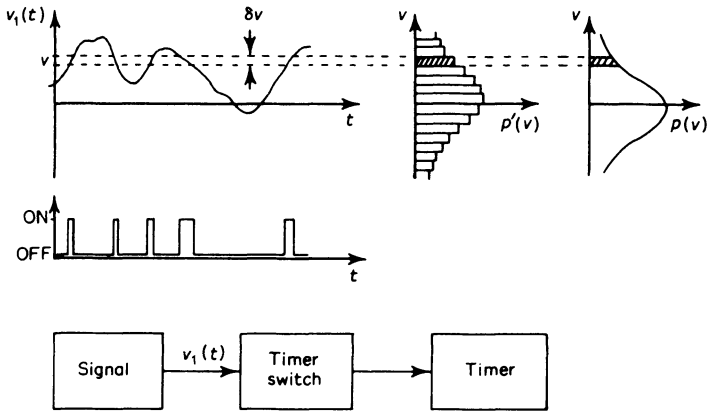 v₁(t)
δv
v
t
v
p′(v)
v
p(v)
ON
OFF
t
Signal
v₁(t)
Timer
switch
Timer